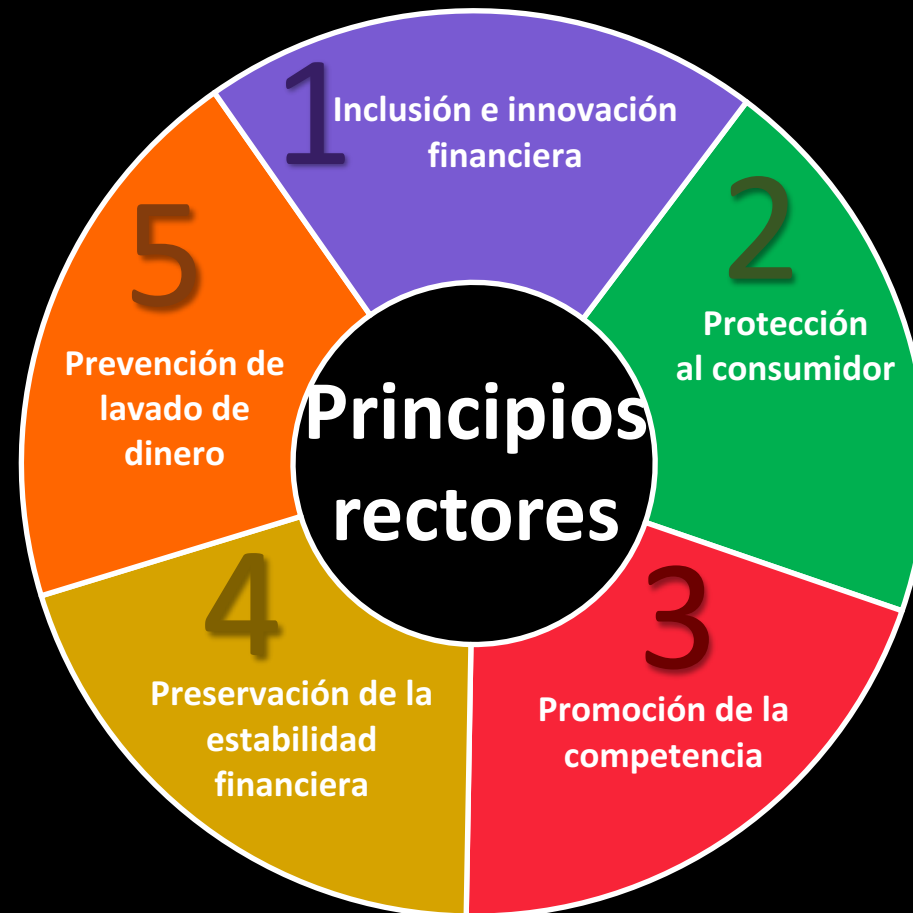 1
Inclusión e innovación
financiera
2
Protección
al consumidor
3
Promoción de la
competencia
4
Preservación de la
estabilidad
financiera
5
Prevención de
lavado de
dinero
Principios
rectores